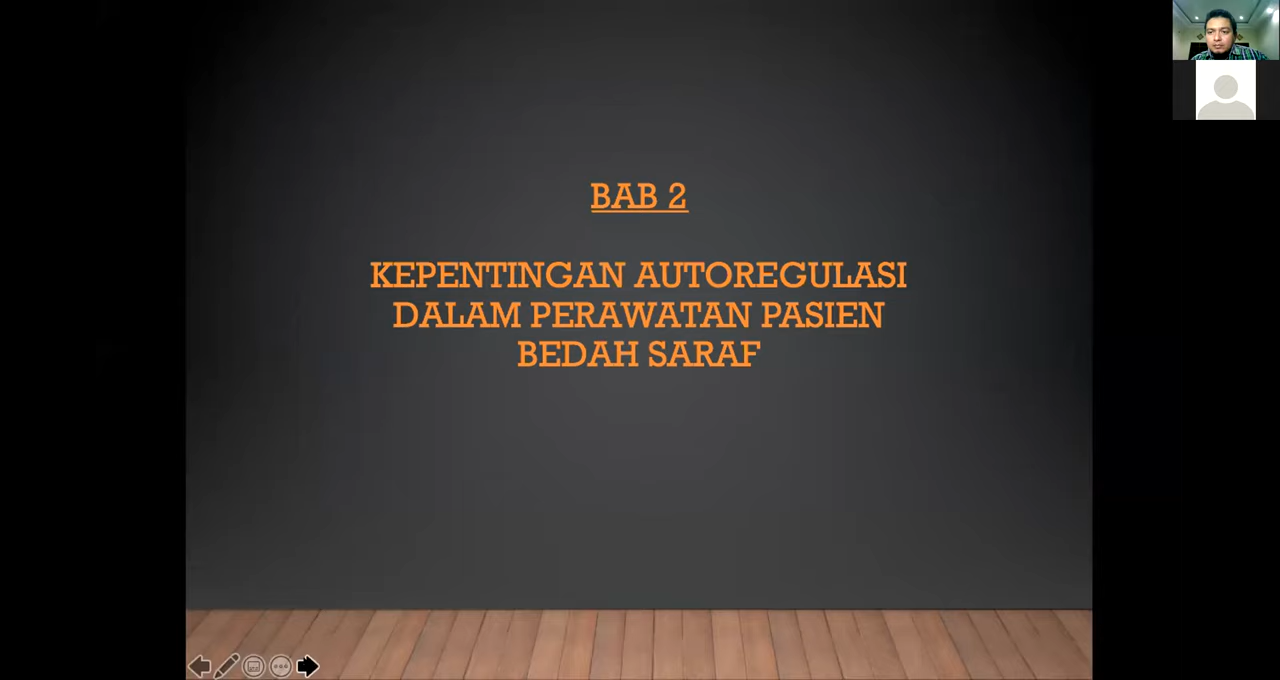 BAB 2
KEPENTINGAN AUTOREGULASI
DALAM PERAWATAN PASIEN
BEDAH SARAF